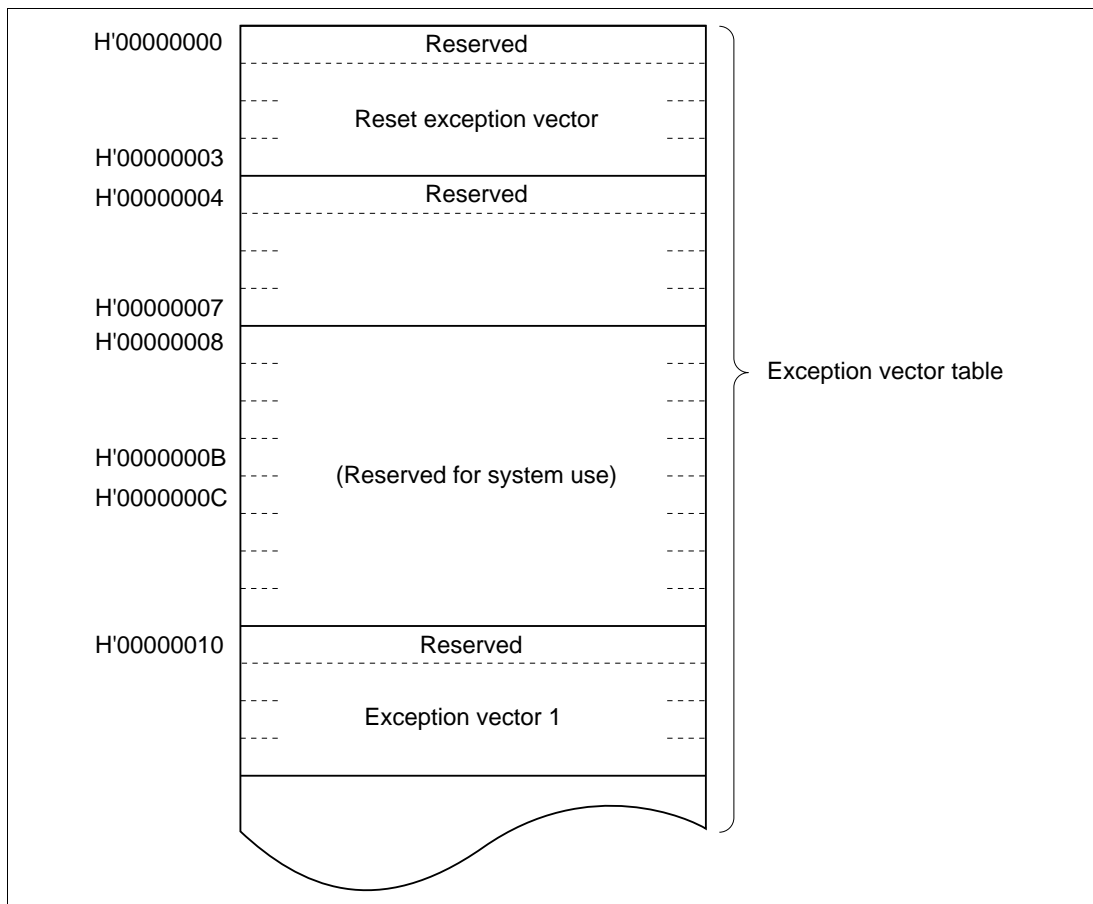 H'00000000
Reserved
Reset exception vector
H'00000003
H'00000004
Reserved
H'00000007
H'00000008
Exception vector table
H'0000000B
(Reserved for system use)
H'0000000C
H'00000010
Reserved
Exception vector 1